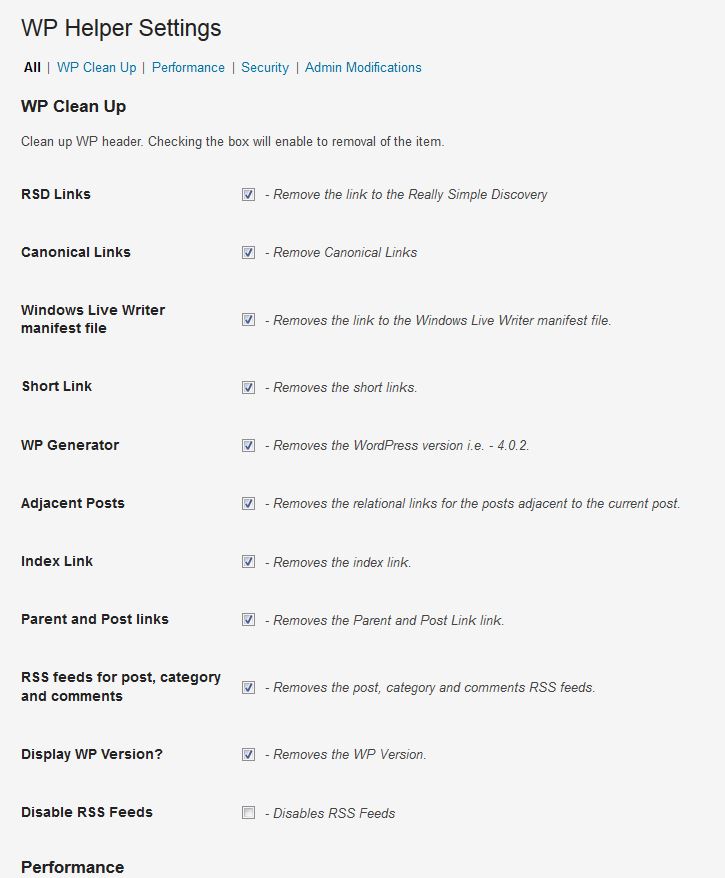 WP Helper Settings
All | WP Clean Up | Performance | Security | Admin Modifications
WP Clean Up
Clean up WP header. Checking the box will enable to removal of the item.
RSD Links - Remove the link to the Really Simple Discovery
Canonical Links - Remove Canonical Links
Windows Live Writer
manifest file - Removes the link to the Windows Live Writer manifest file.
Short Link - Removes the short links.
WP Generator - Removes the WordPress version i.e. - 4.0.2.
Adjacent Posts - Removes the relational links for the posts adjacent to the current post.
Index Link - Removes the index link.
Parent and Post links - Removes the Parent and Post Link link.
RSS feeds for post, category
and comments - Removes the post, category and comments RSS feeds.
Display WP Version? - Removes the WP Version.
Disable RSS Feeds - Disables RSS Feeds
Performance